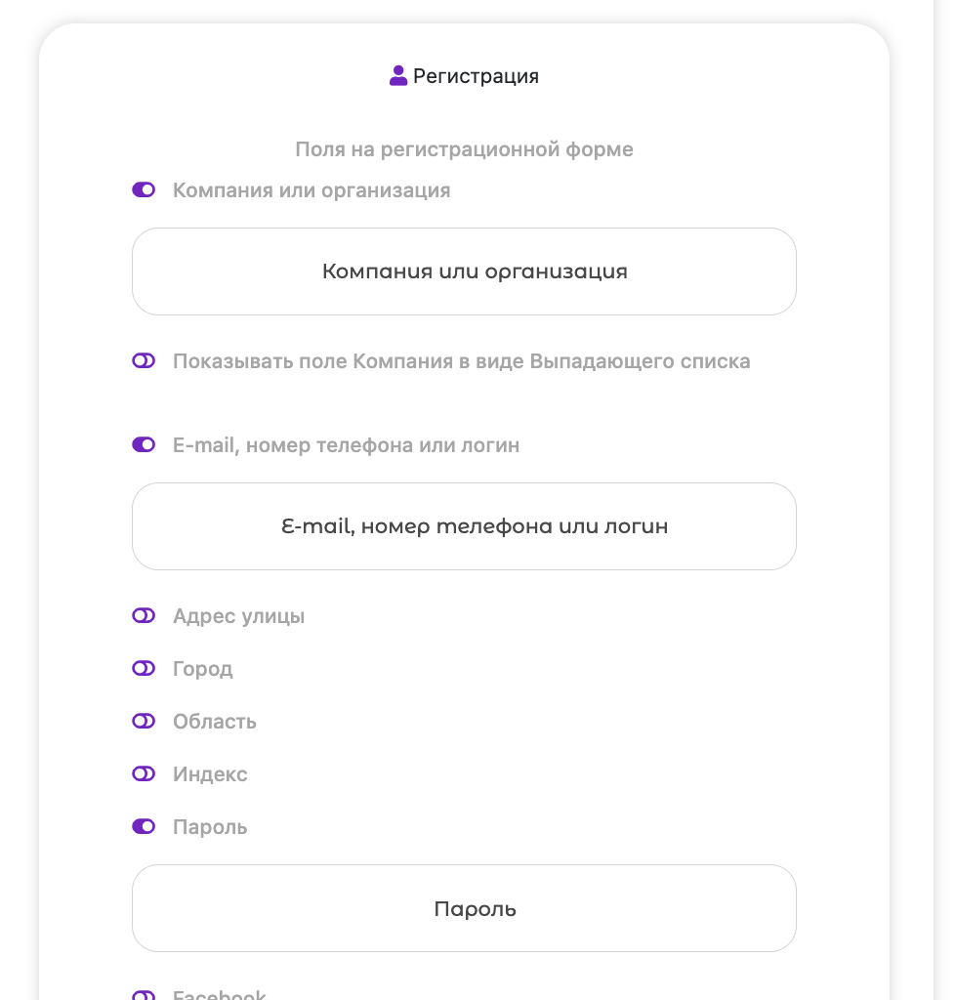 Регистрация
Поля на регистрационной форме
Компания или организация
Компания или организация
Показывать поле Компания в виде Выпадающего списка
E-mail, номер телефона или логин
E-mail, номер телефона или логин
Адрес улицы
Город
Область
Индекс
Пароль
Пароль
Facebook